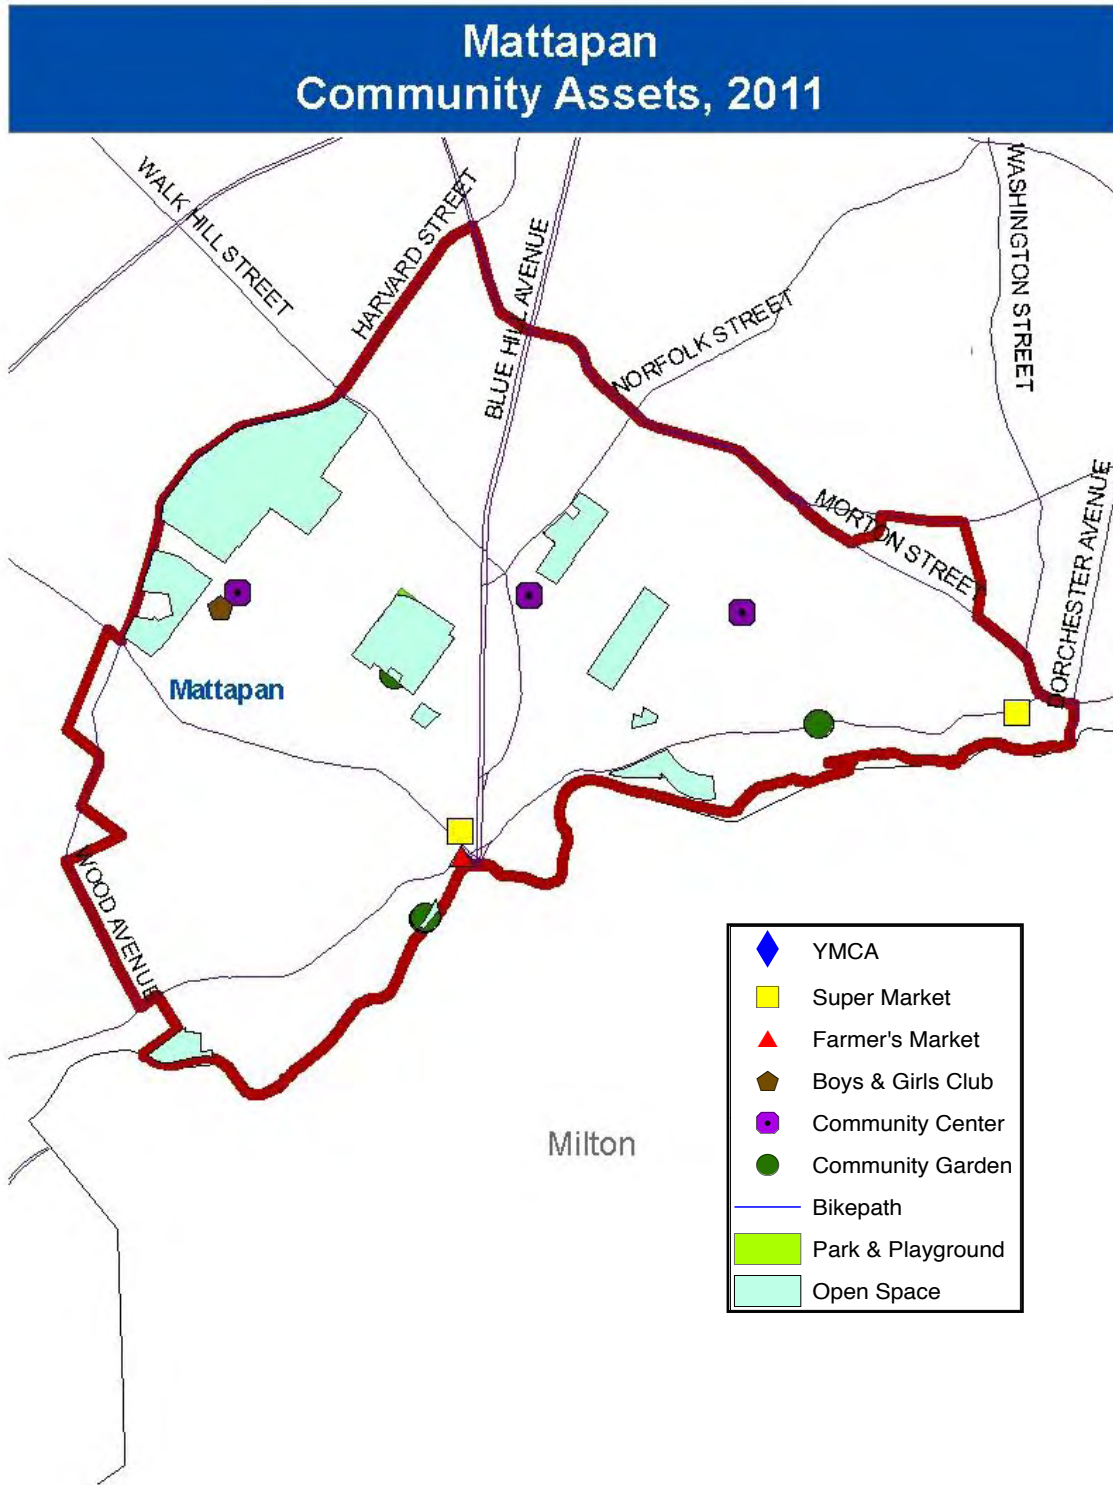 Mattapan
Community Assets, 2011
WALK HILL STREET
HARVARD STREET
BLUE HILL AVENUE
NORFOLK STREET
WASHINGTON STREET
MORTON STREET
DORCHESTER AVENUE
Mattapan
WOOD AVENUE
Milton
YMCA
Super Market
Farmer's Market
Boys & Girls Club
Community Center
Community Garden
Bikepath
Park & Playground
Open Space